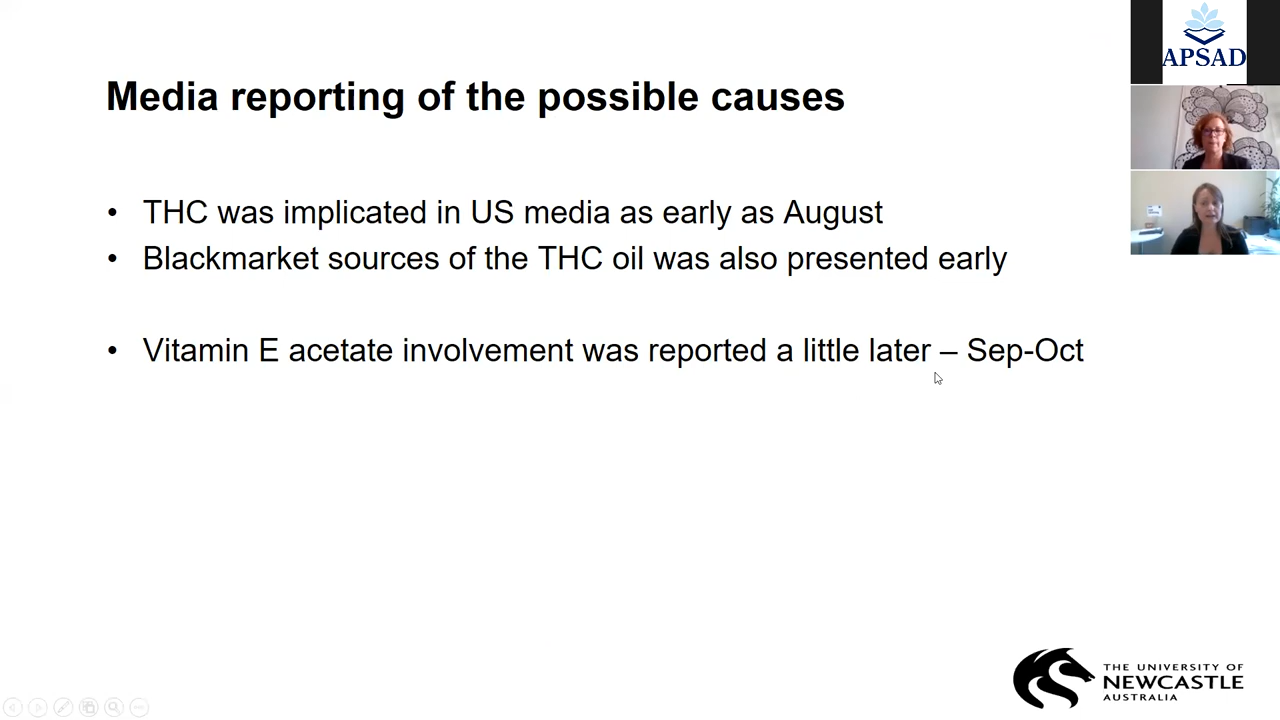 APSAD
Media reporting of the possible causes
• THC was implicated in US media as early as August
• Blackmarket sources of the THC oil was also presented early
• Vitamin E acetate involvement was reported a little later – Sep-Oct
THE UNIVERSITY OF
NEWCASTLE
AUSTRALIA